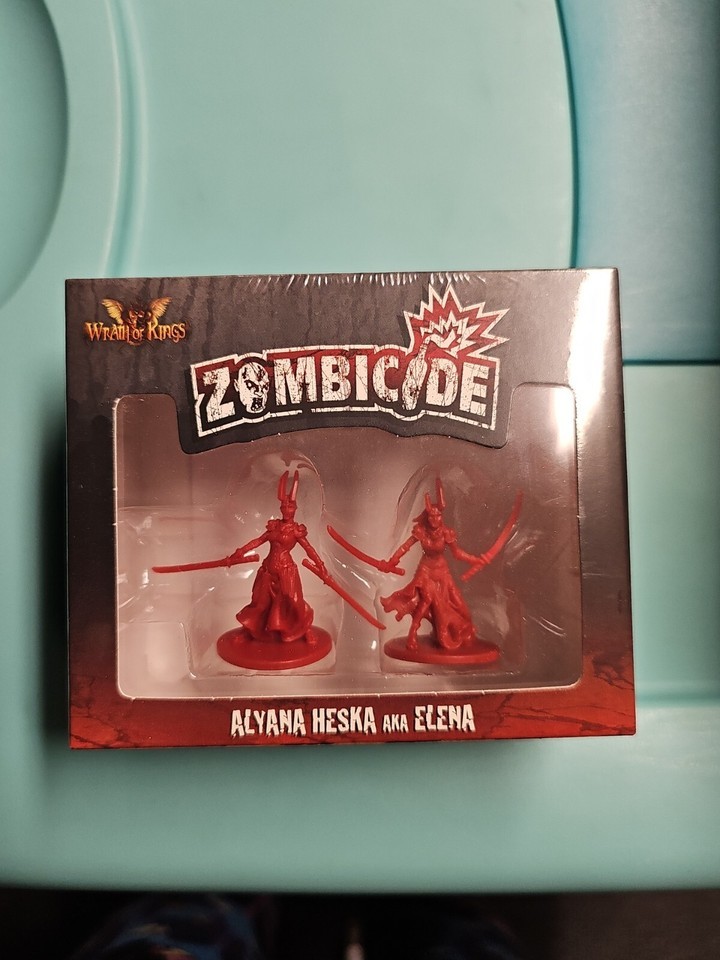 WRATH OF KINGS
ZOMBICIDE
ALYANA HESKA AKA ELENA